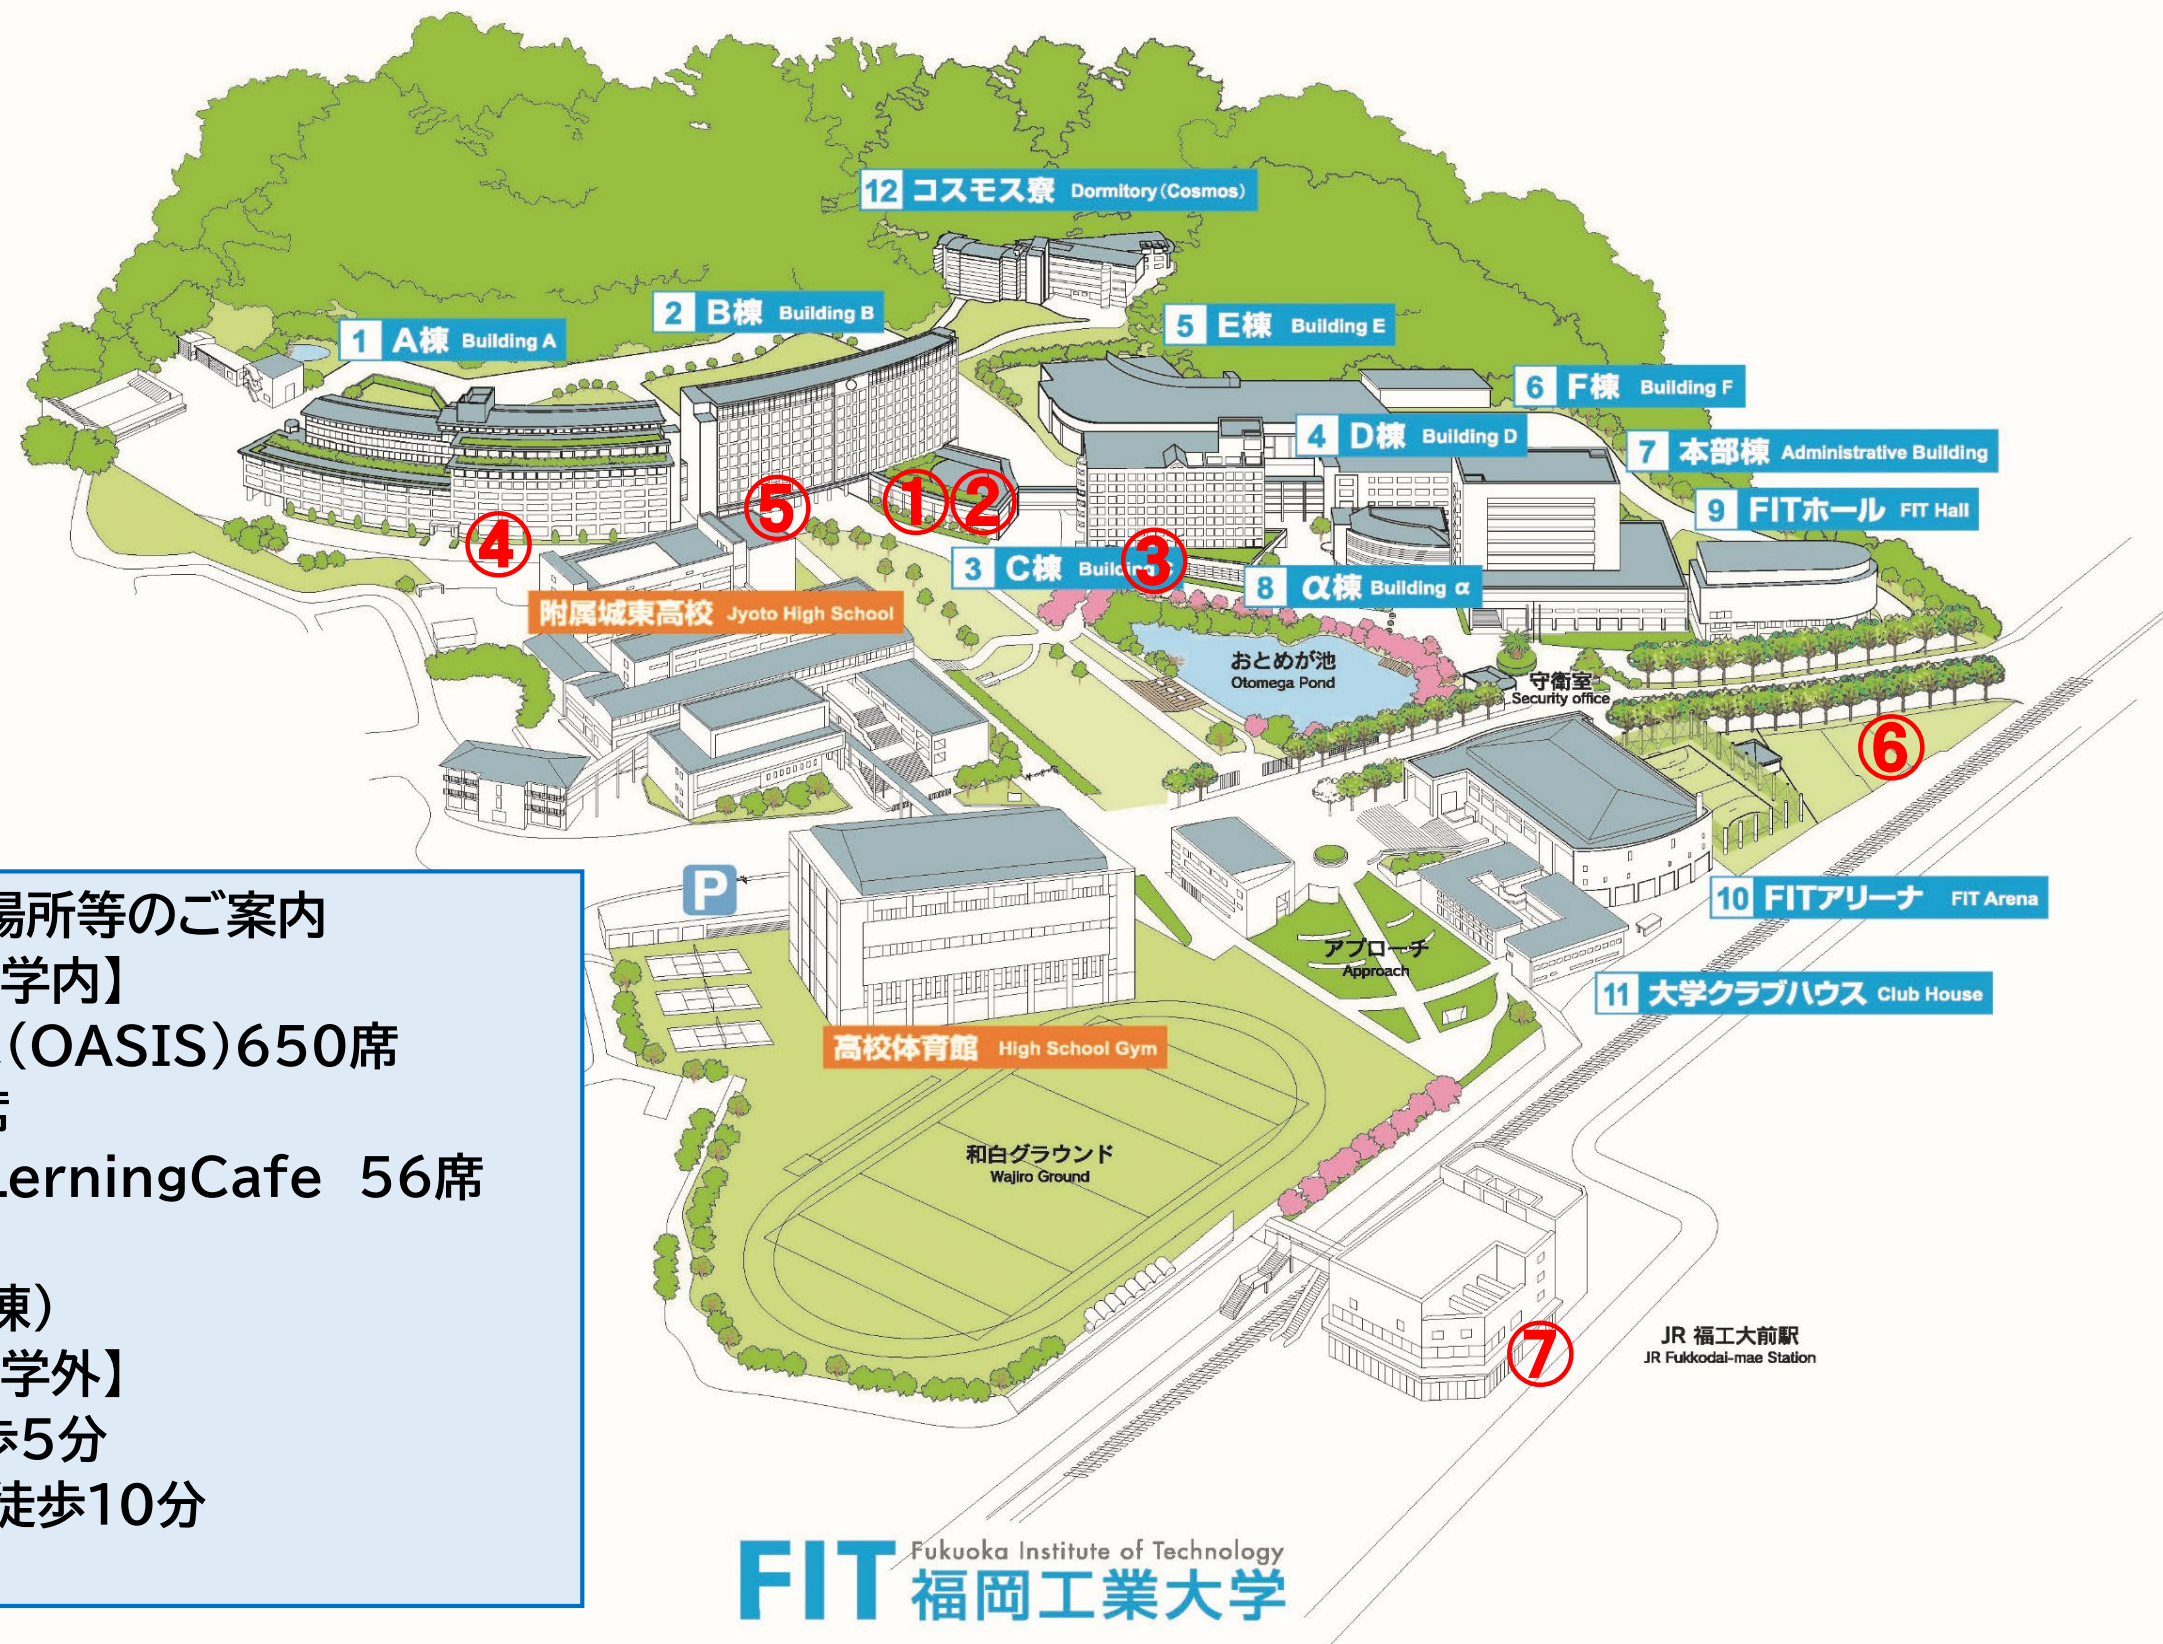 12 コスモス寮 Dormitory(Cosmos)
2 B棟 Building B
5 E棟 Building E
1 A棟 Building A
6 F棟 Building F
4 D棟 Building D
7 本部棟 Administrative Building
9 FITホール FIT Hall
⑤
①②
④
③
3 C棟 Building C
8 α棟 Building α
附属城東高校 Jyoto High School
おとめが池
Otomega Pond
守衛室
Security office
⑥
P
10 FITアリーナ FIT Arena
アプローチ
Approach
11 大学クラブハウス Club House
高校体育館 High School Gym
和白グラウンド
Wajiro Ground
⑦
JR 福工大前駅
JR Fukkodai-mae Station
場所等のご案内
学内】
(OASIS)650席
席
LerningCafe 56席
棟)
学外】
歩5分
徒歩10分
FIT Fukuoka Institute of Technology
福岡工業大学